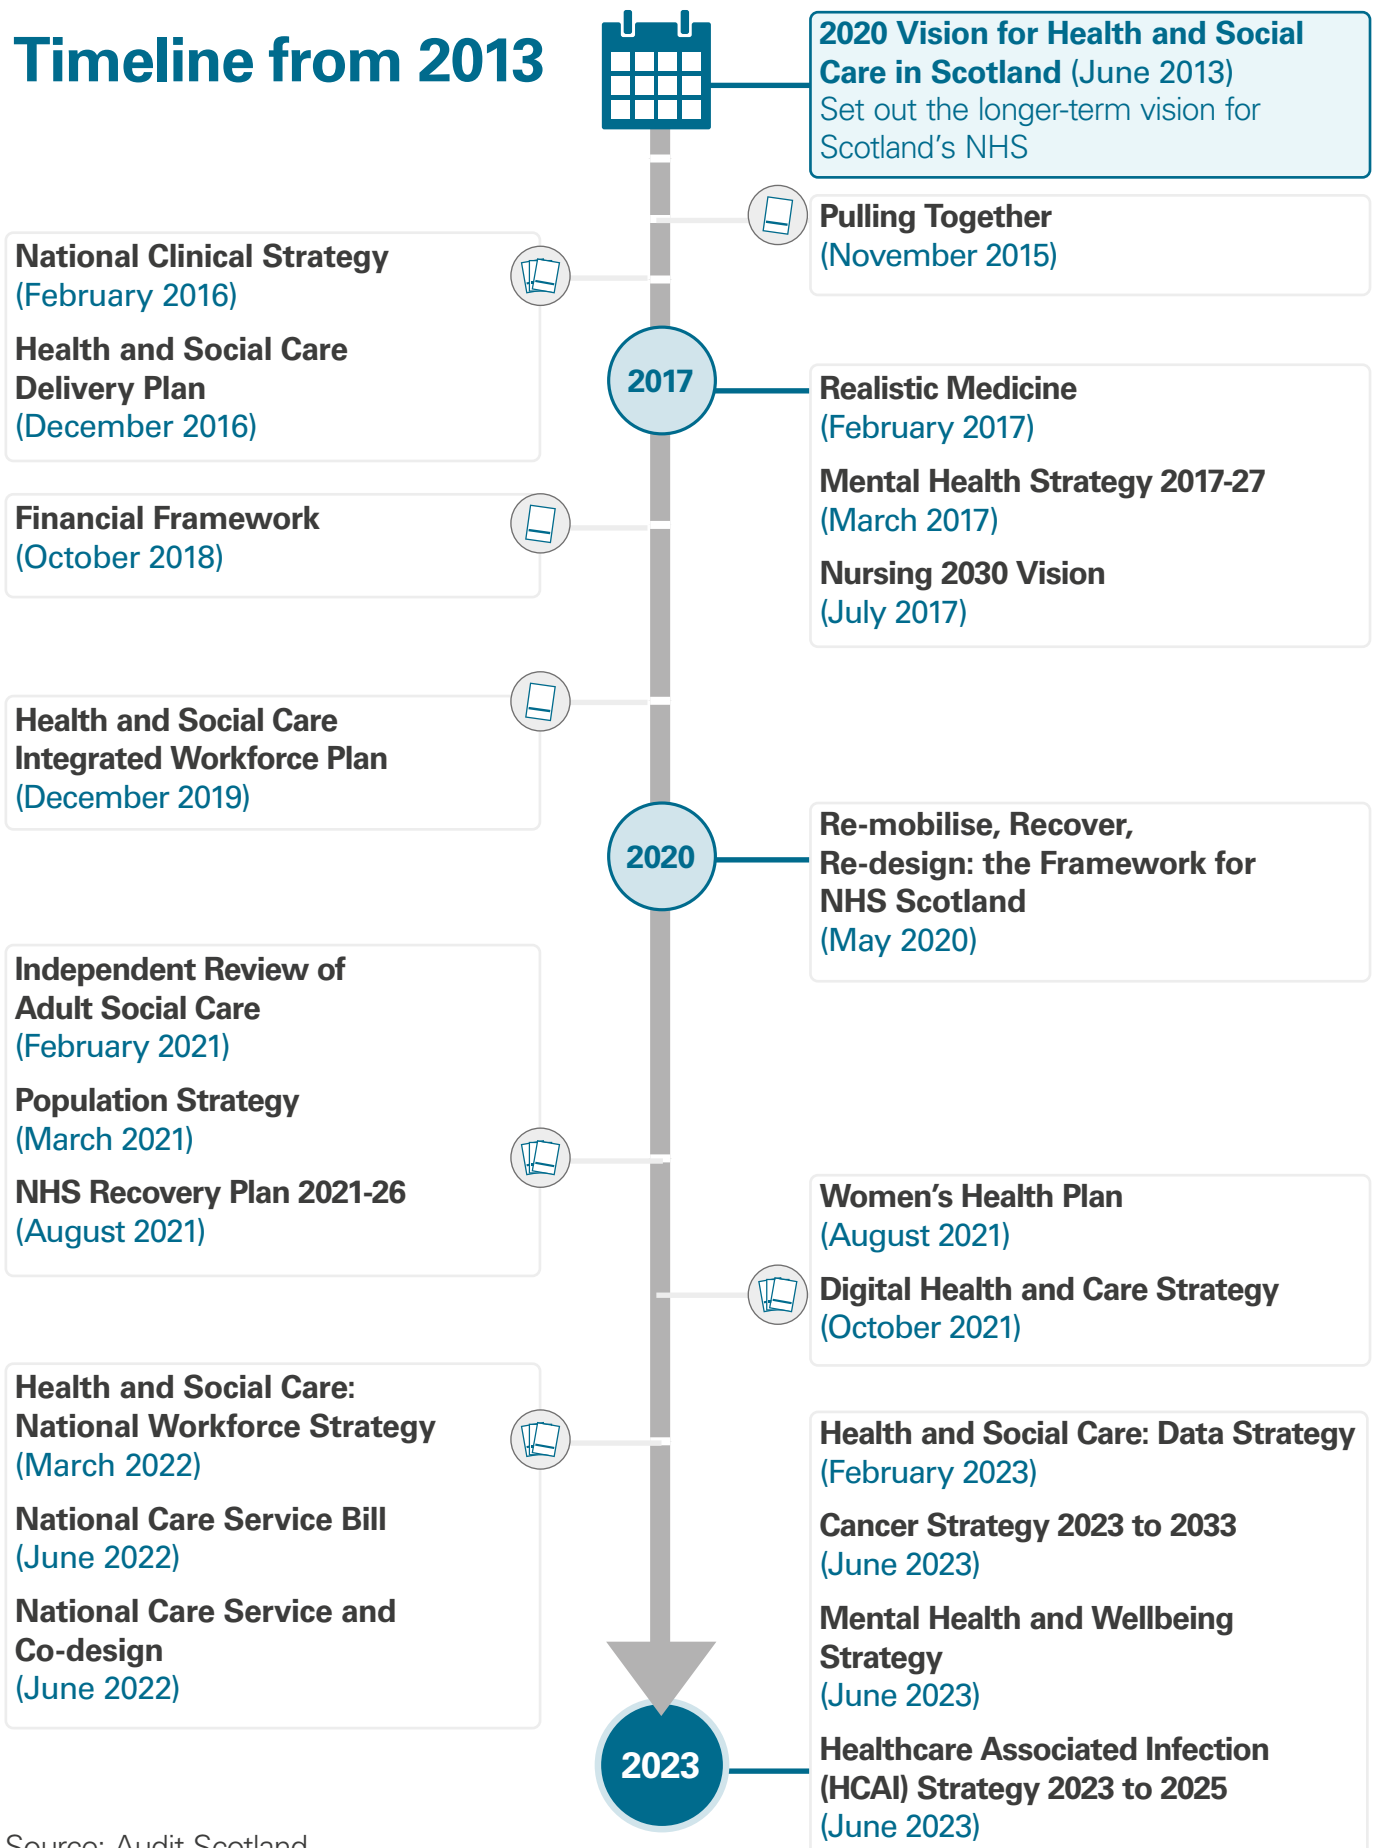 Timeline from 2013
2020 Vision for Health and Social
Care in Scotland (June 2013)
Set out the longer-term vision for
Scotland’s NHS
Pulling Together
(November 2015)
National Clinical Strategy
(February 2016)
Health and Social Care
Delivery Plan
(December 2016)
2017
Realistic Medicine
(February 2017)
Mental Health Strategy 2017-27
(March 2017)
Nursing 2030 Vision
(July 2017)
Financial Framework
(October 2018)
Health and Social Care
Integrated Workforce Plan
(December 2019)
2020
Re-mobilise, Recover,
Re-design: the Framework for
NHS Scotland
(May 2020)
Independent Review of
Adult Social Care
(February 2021)
Population Strategy
(March 2021)
NHS Recovery Plan 2021-26
(August 2021)
Women’s Health Plan
(August 2021)
Digital Health and Care Strategy
(October 2021)
Health and Social Care:
National Workforce Strategy
(March 2022)
National Care Service Bill
(June 2022)
National Care Service and
Co-design
(June 2022)
2023
Health and Social Care: Data Strategy
(February 2023)
Cancer Strategy 2023 to 2033
(June 2023)
Mental Health and Wellbeing
Strategy
(June 2023)
Healthcare Associated Infection
(HCAI) Strategy 2023 to 2025
(June 2023)
Source: Audit Scotland